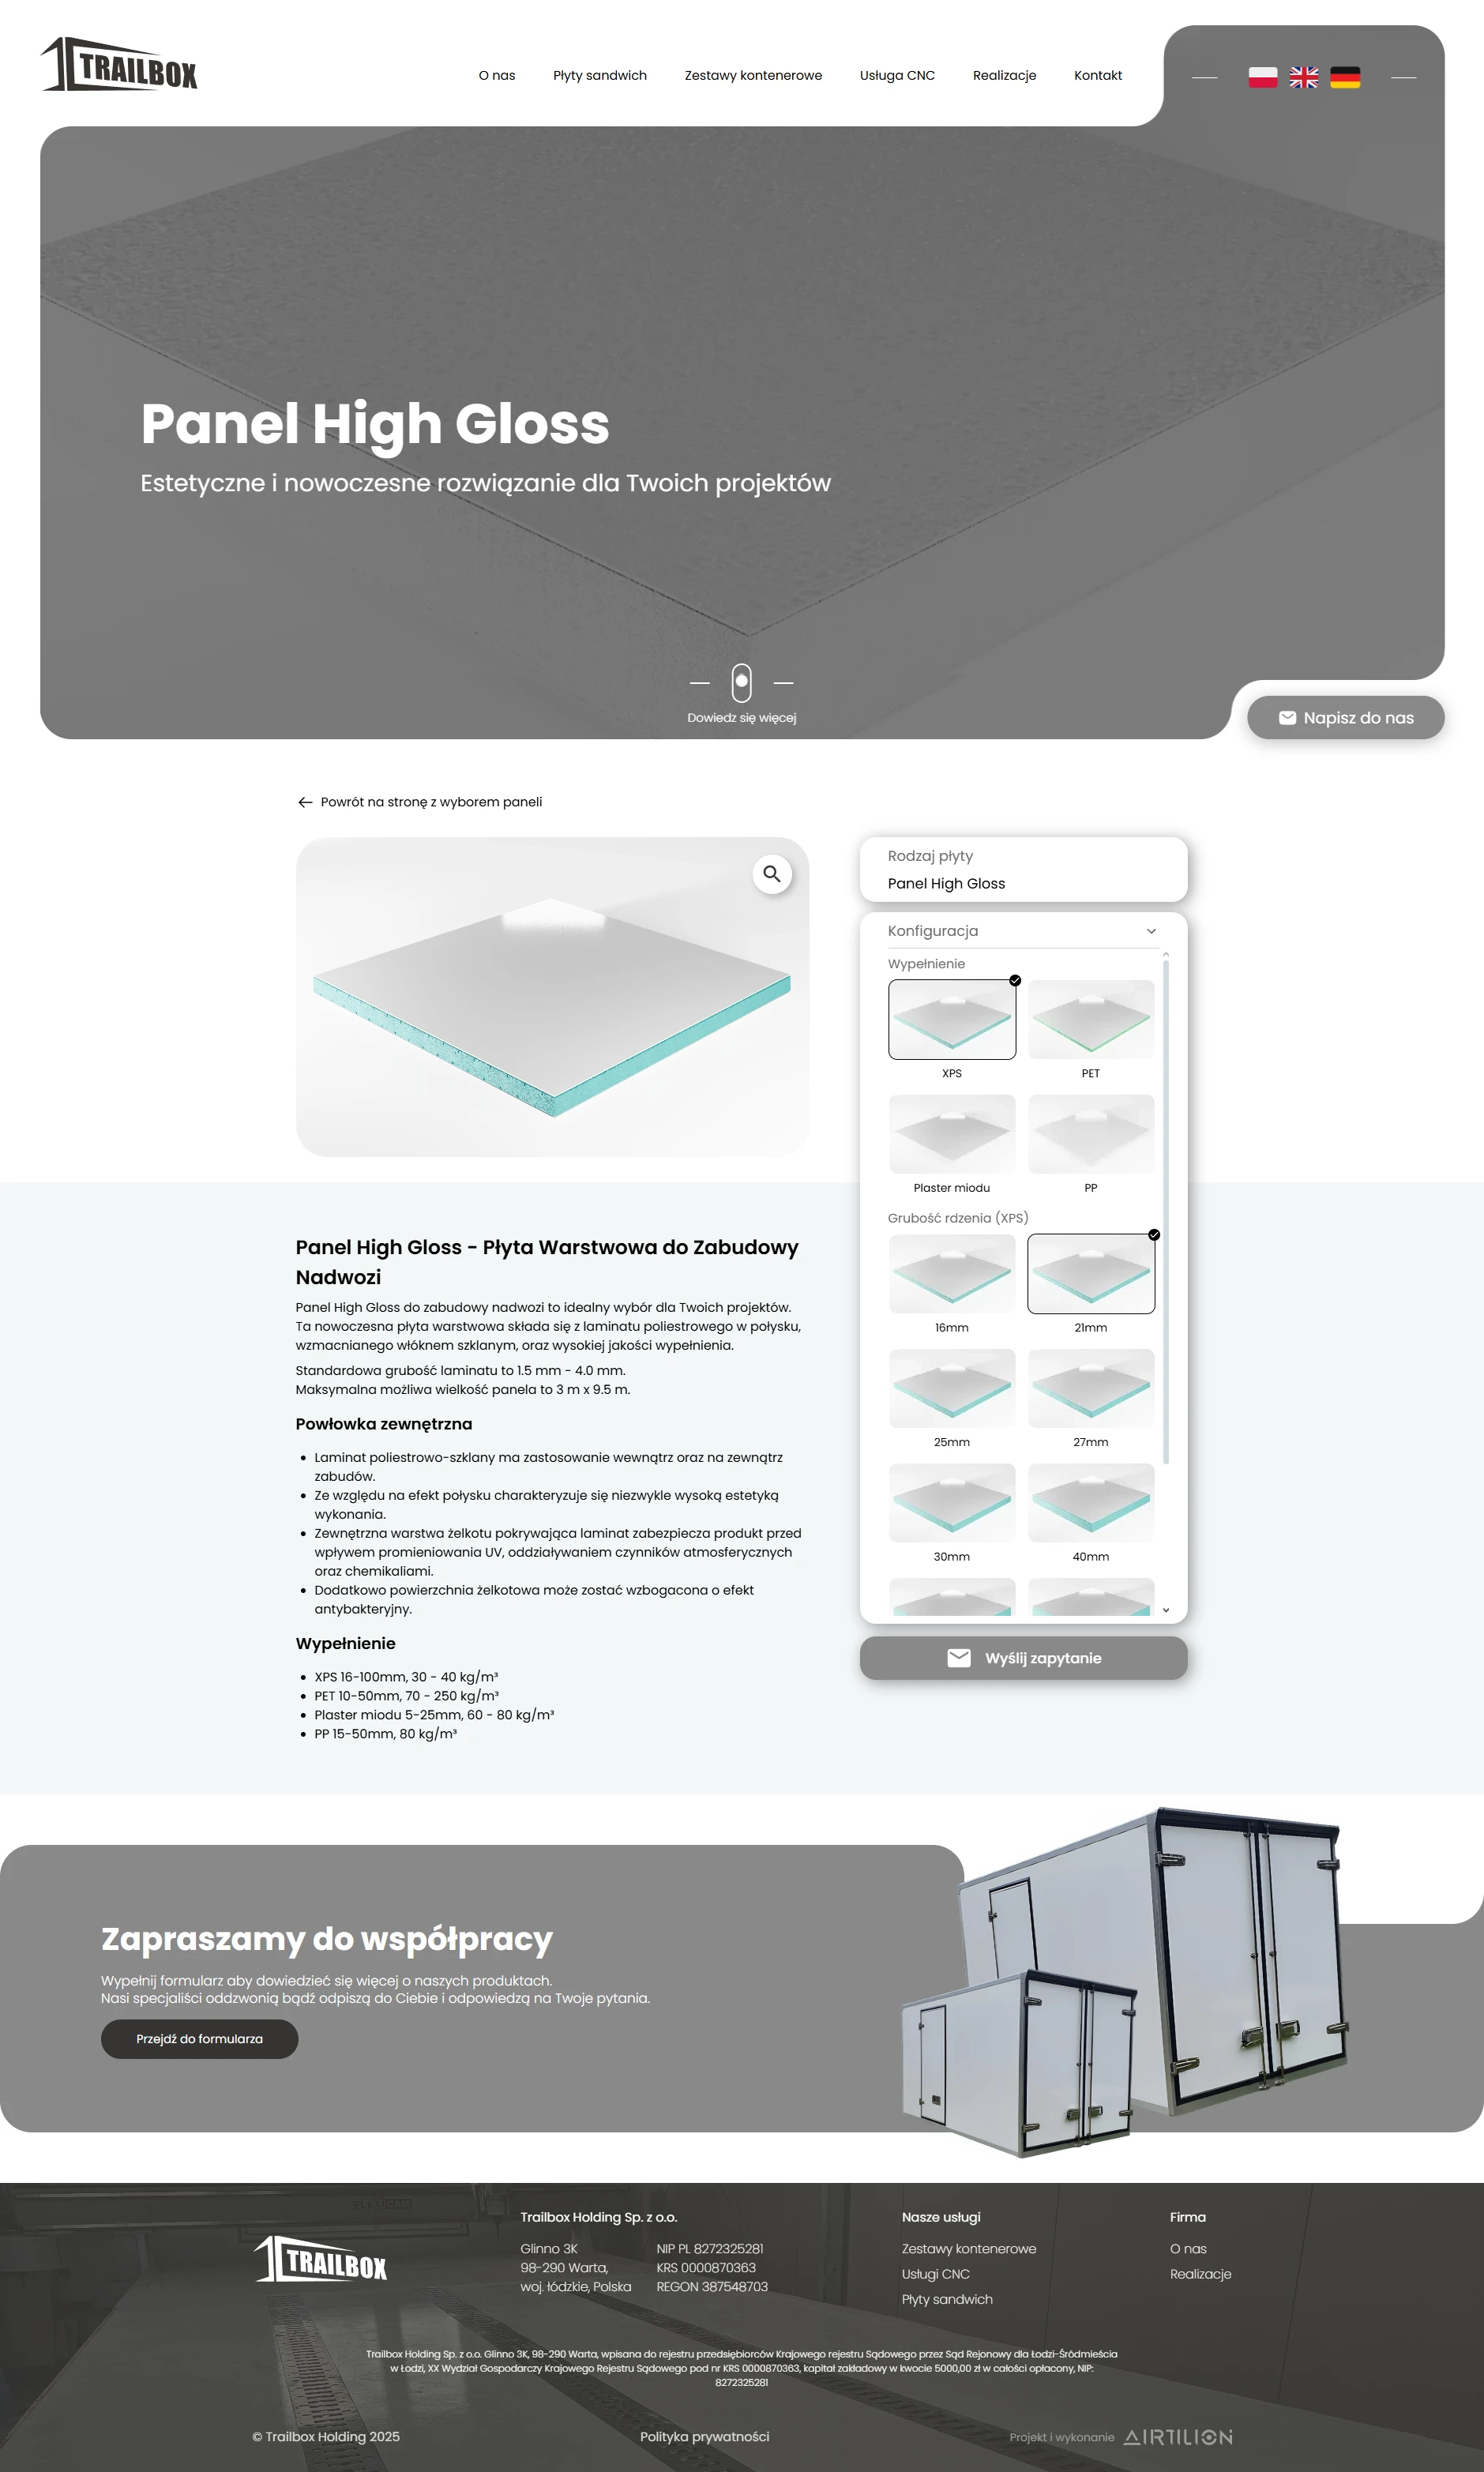 TRAILBOX
O nas
Płyty sandwich
Zestawy kontenerowe
Usługa CNC
Realizacje
Kontakt
Panel High Gloss
Estetyczne i nowoczesne rozwiązanie dla Twoich projektów
Dowiedz się więcej
Napisz do nas
Powrót na stronę z wyborem paneli
Rodzaj płyty
Panel High Gloss
Konfiguracja
Wypełnienie
XPS
PET
Plaster miodu
PP
Grubość rdzenia (XPS)
16mm
21mm
25mm
27mm
30mm
40mm
Wyślij zapytanie
Panel High Gloss - Płyta Warstwowa do Zabudowy
Nadwozi
Panel High Gloss do zabudowy nadwozi to idealny wybór dla Twoich projektów.
Ta nowoczesna płyta warstwowa składa się z laminatu poliestrowego w połysku,
wzmacnianego włóknem szklanym, oraz wysokiej jakości wypełnienia.
Standardowa grubość laminatu to 1.5 mm - 4.0 mm.
Maksymalna możliwa wielkość panela to 3 m x 9.5 m.
Powłowka zewnętrzna
Laminat poliestrowo-szklany ma zastosowanie wewnątrz oraz na zewnątrz
zabudów.
Ze względu na efekt połysku charakteryzuje się niezwykle wysoką estetyką
wykonania.
Zewnętrzna warstwa żelkotu pokrywająca laminat zabezpiecza produkt przed
wpływem promieniowania UV, oddziaływaniem czynników atmosferycznych
oraz chemikaliami.
Dodatkowo powierzchnia żelkotowa może zostać wzbogacona o efekt
antybakteryjny.
Wypełnienie
XPS 16-100mm, 30 - 40 kg/m³
PET 10-50mm, 70 - 250 kg/m³
Plaster miodu 5-25mm, 60 - 80 kg/m³
PP 15-50mm, 80 kg/m³
Zapraszamy do współpracy
Wypełnij formularz aby dowiedzieć się więcej o naszych produktach.
Nasi specjaliści oddzwonią bądź odpiszą do Ciebie i odpowiedzą na Twoje pytania.
Przejdź do formularza
TRAILBOX
Trailbox Holding Sp. z o.o.
Glinno 3K
98-290 Warta,
woj. łódzkie, Polska
NIP PL 8272325281
KRS 0000870363
REGON 387548703
Nasze usługi
Zestawy kontenerowe
Usługi CNC
Płyty sandwich
Firma
O nas
Realizacje
Trailbox Holding Sp. z o.o. Glinno 3K, 98-290 Warta, wpisana do rejestru przedsiębiorców Krajowego rejestru Sądowego przez Sąd Rejonowy dla Łodzi-Śródmieścia
w Łodzi, XX Wydział Gospodarczy Krajowego Rejestru Sądowego pod nr KRS 0000870363, kapitał zakładowy w kwocie 5000,00 zł w całości opłacony, NIP:
8272325281
© Trailbox Holding 2025
Polityka prywatności
Projekt i wykonanie
AIRTILION